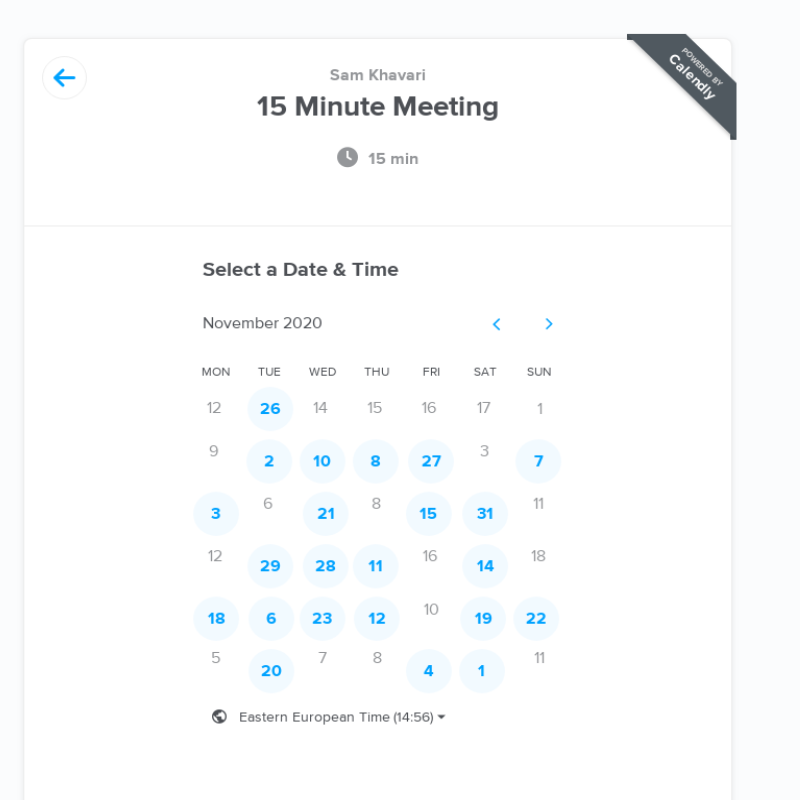 POWERED BY
Calendly
Sam Khavari
15 Minute Meeting
15 min
Select a Date & Time
November 2020
MON TUE WED THU FRI SAT SUN
12 26 14 15 16 17 1
9 2 10 8 27 3 7
3 6 21 8 15 31 11
12 29 28 11 16 14 18
18 6 23 12 10 19 22
5 20 7 8 4 1 11
Eastern European Time (14:56)